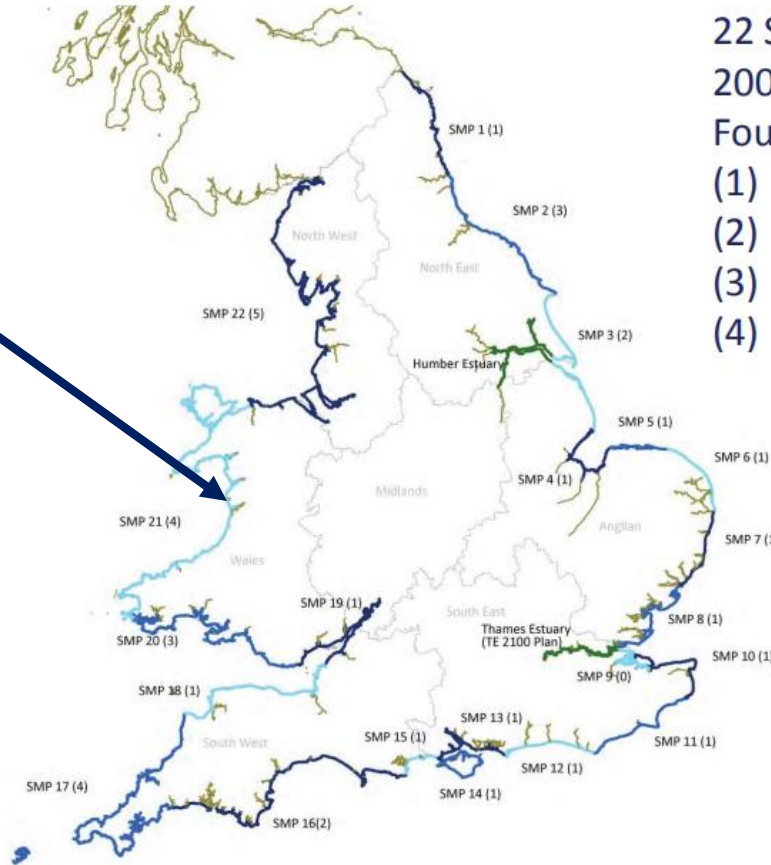 22 S
200
Fou
(1)
(2)
(3)
(4)
SMP 1 (1)
SMP 2 (3)
North West
North East
SMP 22 (5)
SMP 3 (2)
Humber Estuary
SMP 5 (1)
SMP 6 (1)
SMP 4 (1)
Midlands
Anglian
SMP 21 (4)
SMP 7 (1
Wales
SMP 19 (1)
South East
SMP 8 (1)
Thames Estuary
(TE 2100 Plan)
SMP 20 (3)
SMP 10 (1)
SMP 9 (0)
SMP 18 (1)
SMP 13 (1)
SMP 15 (1)
South West
SMP 11 (1)
SMP 12 (1)
SMP 17 (4)
SMP 14 (1)
SMP 16(2)